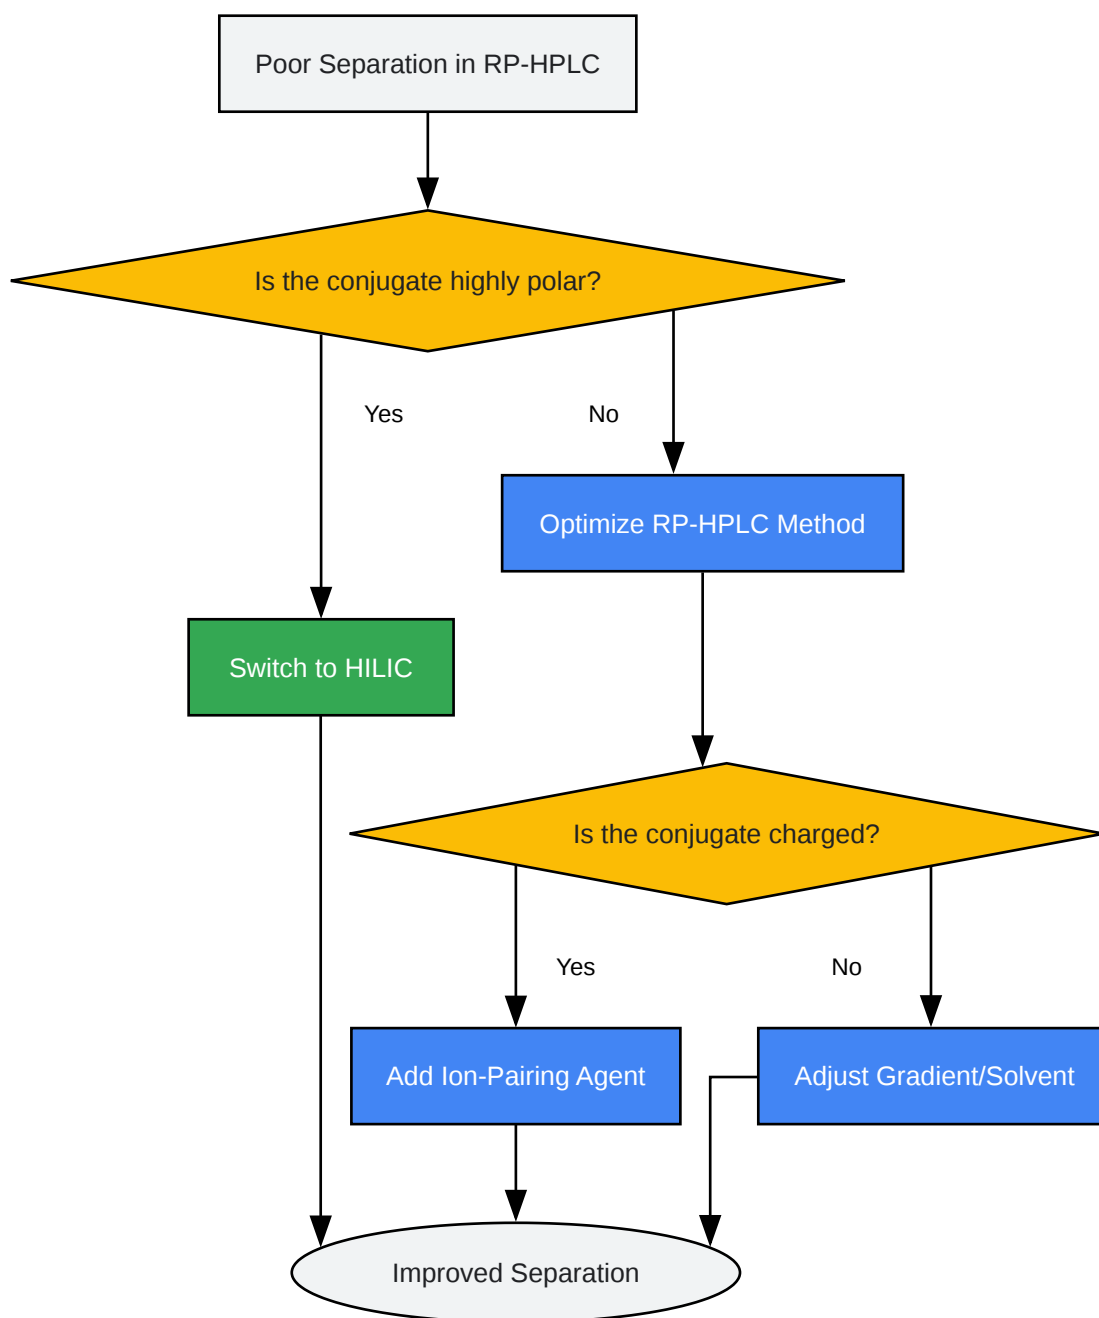 Poor Separation in RP-HPLC
Is the conjugate highly polar?
Yes
No
Optimize RP-HPLC Method
Switch to HILIC
Is the conjugate charged?
Yes
No
Add Ion-Pairing Agent
Adjust Gradient/Solvent
Improved Separation